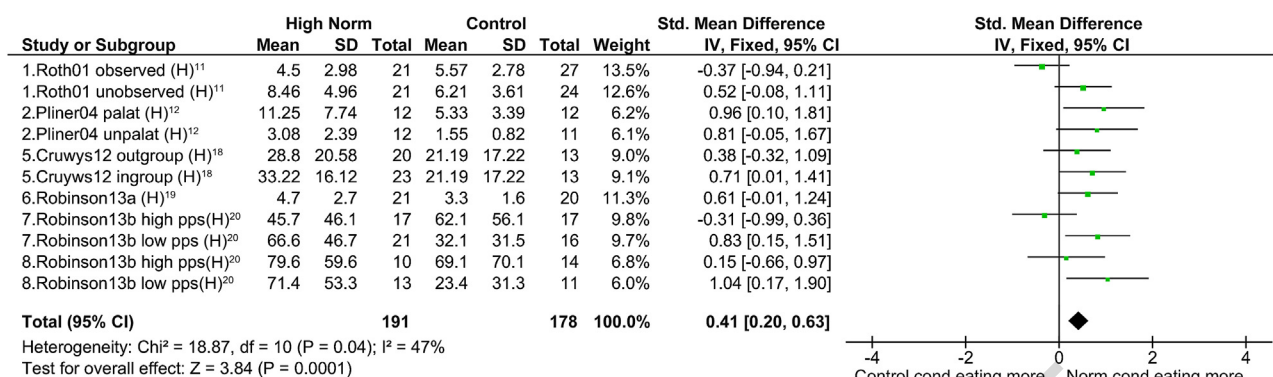 High Norm Control Std. Mean Difference Std. Mean Difference
Study or Subgroup Mean SD Total Mean SD Total Weight IV, Fixed, 95% CI IV, Fixed, 95% CI
1.Roth01 observed (H)¹¹ 4.5 2.98 21 5.57 2.78 27 13.5% -0.37 [-0.94, 0.21]
1.Roth01 unobserved (H)¹¹ 8.46 4.96 21 6.21 3.61 24 12.6% 0.52 [-0.08, 1.11]
2.Pliner04 palat (H)¹² 11.25 7.74 12 5.33 3.39 12 6.2% 0.96 [0.10, 1.81]
2.Pliner04 unpalat (H)¹² 3.08 2.39 12 1.55 0.82 11 6.1% 0.81 [-0.05, 1.67]
5.Cruwys12 outgroup (H)¹⁸ 28.8 20.58 20 21.19 17.22 13 9.0% 0.38 [-0.32, 1.09]
5.Cruyws12 ingroup (H)¹⁸ 33.22 16.12 23 21.19 17.22 13 9.1% 0.71 [0.01, 1.41]
6.Robinson13a (H)¹⁹ 4.7 2.7 21 3.3 1.6 20 11.3% 0.61 [-0.01, 1.24]
7.Robinson13b high pps(H)²⁰ 45.7 46.1 17 62.1 56.1 17 9.8% -0.31 [-0.99, 0.36]
7.Robinson13b low pps (H)²⁰ 66.6 46.7 21 32.1 31.5 16 9.7% 0.83 [0.15, 1.51]
8.Robinson13b high pps(H)²⁰ 79.6 59.6 10 69.1 70.1 14 6.8% 0.15 [-0.66, 0.97]
8.Robinson13b low pps(H)²⁰ 71.4 53.3 13 23.4 31.3 11 6.0% 1.04 [0.17, 1.90]
Total (95% CI) 191 178 100.0% 0.41 [0.20, 0.63]
Heterogeneity: Chi² = 18.87, df = 10 (P = 0.04); I² = 47%
Test for overall effect: Z = 3.84 (P = 0.0001)
-4 -2 0 2 4
Control cond eating more Norm cond eating more